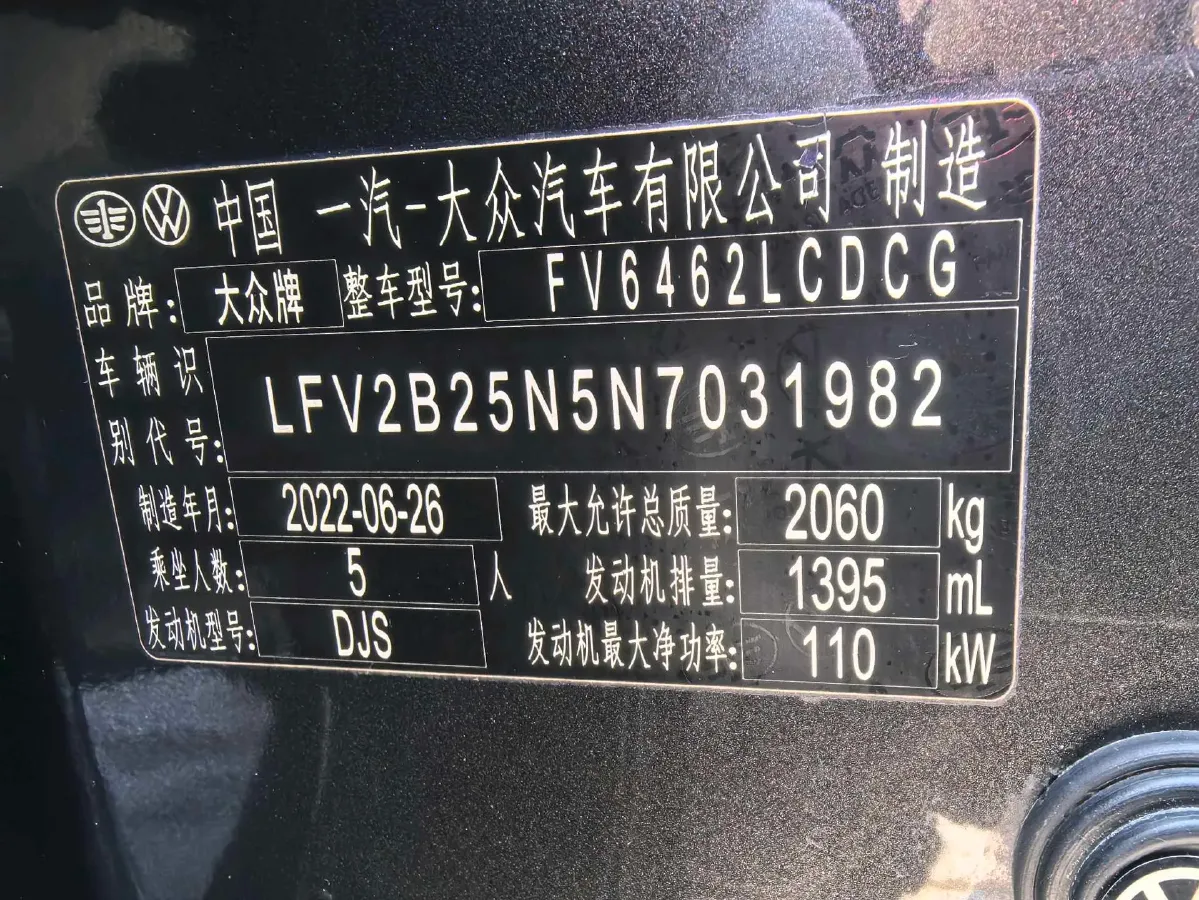 中国 一汽-大众汽车有限公司 制造
品牌: 大众牌 整车型号: FV6462LCDCG
车辆识别代号: LFV2B25N5N7031982
制造年月: 2022-06-26 最大允许总质量: 2060 kg
乘坐人数: 5 人 发动机排量: 1395 mL
发动机型号: DJS 发动机最大净功率: 110 kW